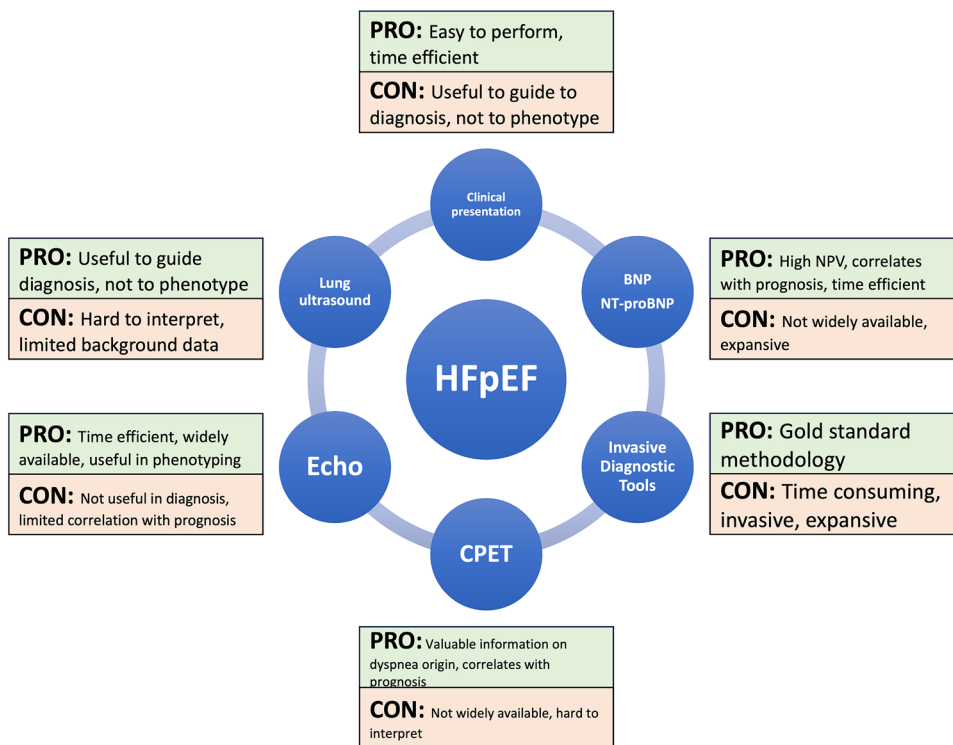 PRO: Easy to perform,
time efficient
CON: Useful to guide to
diagnosis, not to phenotype
Clinical
presentation
PRO: Useful to guide
diagnosis, not to phenotype
CON: Hard to interpret,
limited background data
Lung
ultrasound
BNP
NT-proBNP
PRO: High NPV, correlates
with prognosis, time efficient
CON: Not widely available,
expansive
HFpEF
PRO: Time efficient, widely
available, useful in phenotyping
CON: Not useful in diagnosis,
limited correlation with prognosis
Echo
Invasive
Diagnostic
Tools
PRO: Gold standard
methodology
CON: Time consuming,
invasive, expansive
CPET
PRO: Valuable information on
dyspnea origin, correlates with
prognosis
CON: Not widely available, hard to
interpret